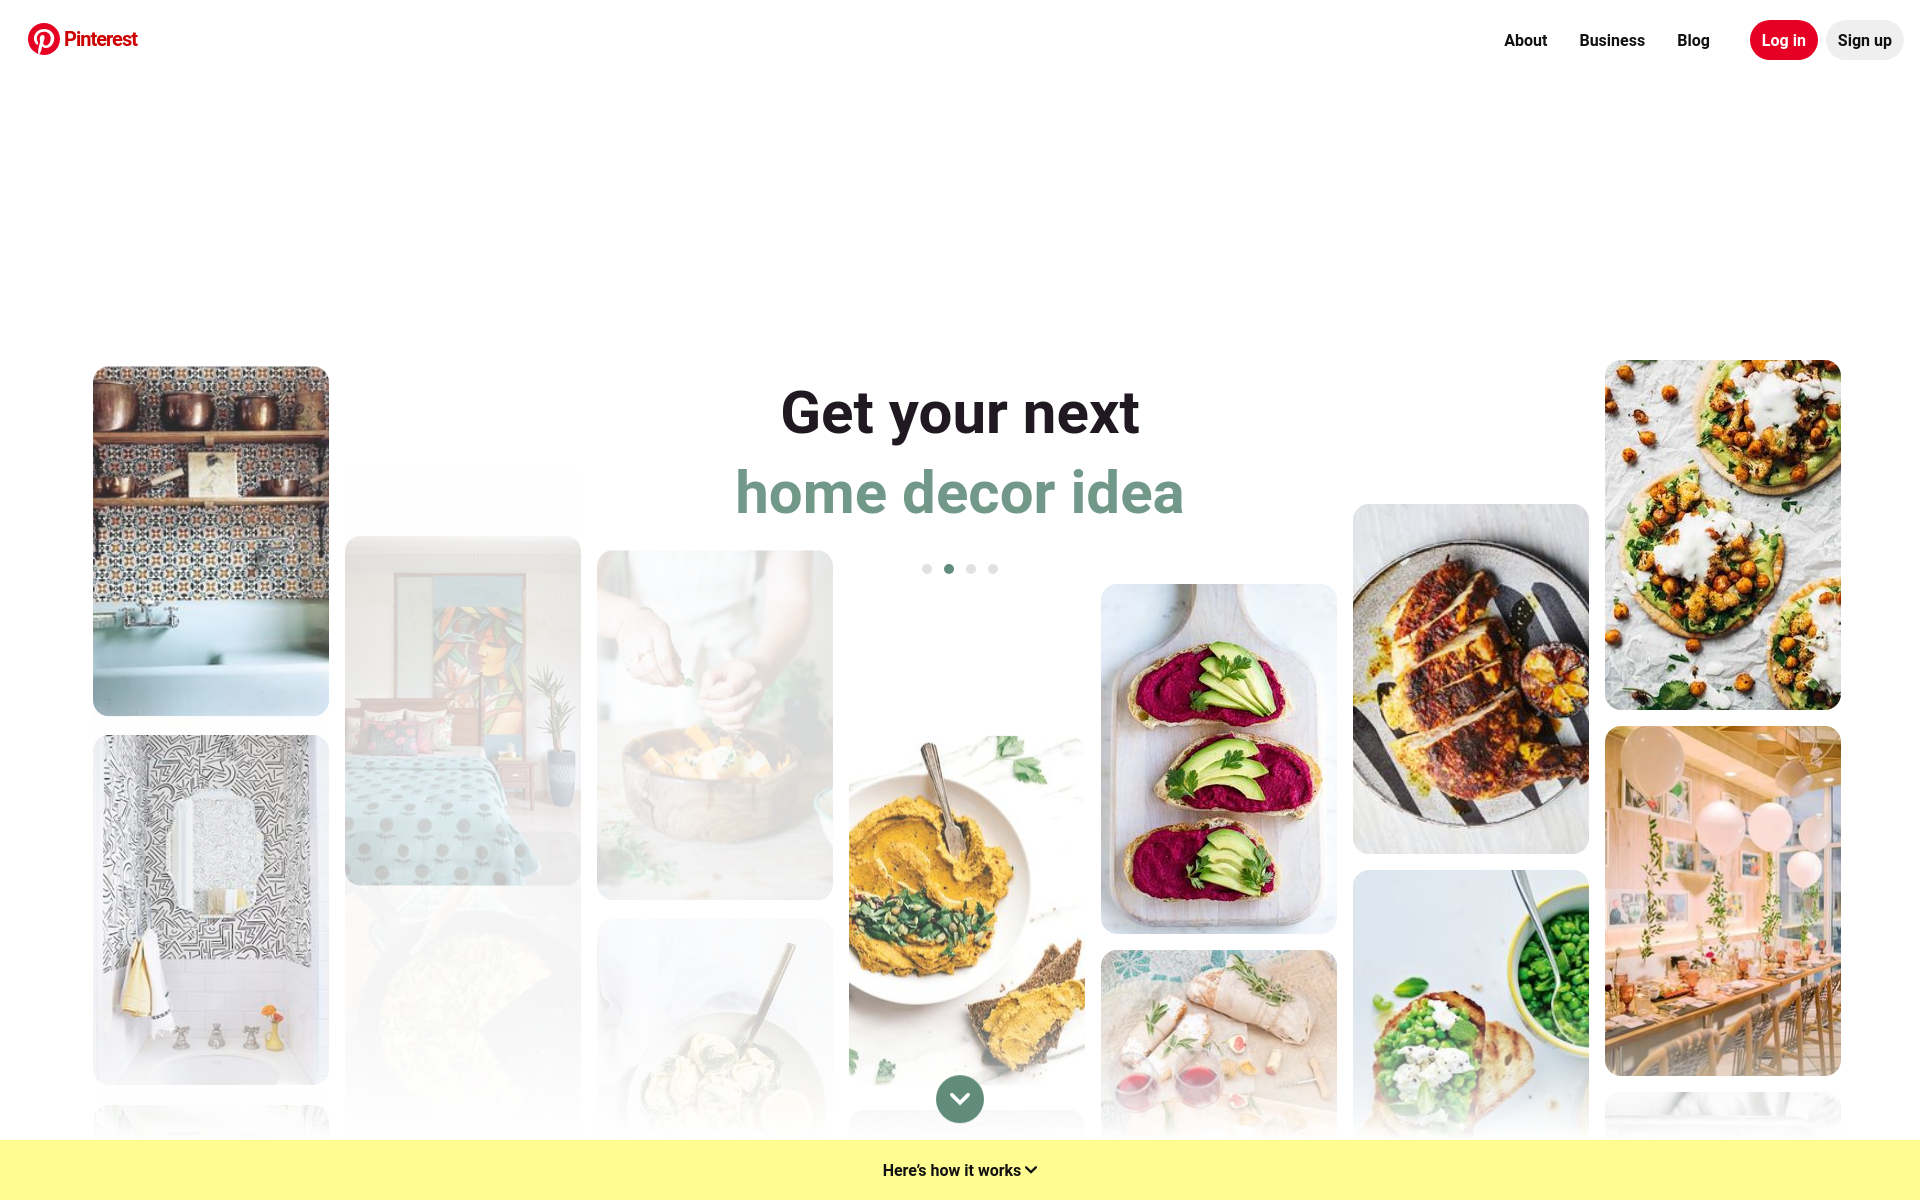 Pinterest
About
Business
Blog
Log in
Sign up
Get your next
home decor idea
Here's how it works